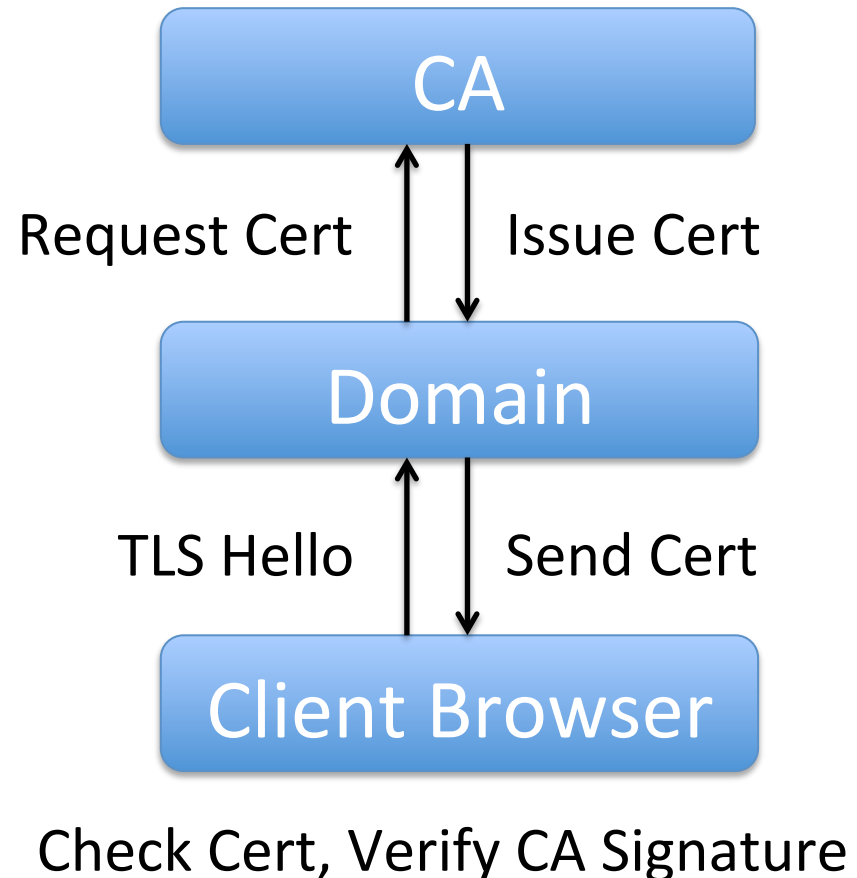 CA
Request Cert
Issue Cert
Domain
TLS Hello
Send Cert
Client Browser
Check Cert, Verify CA Signature